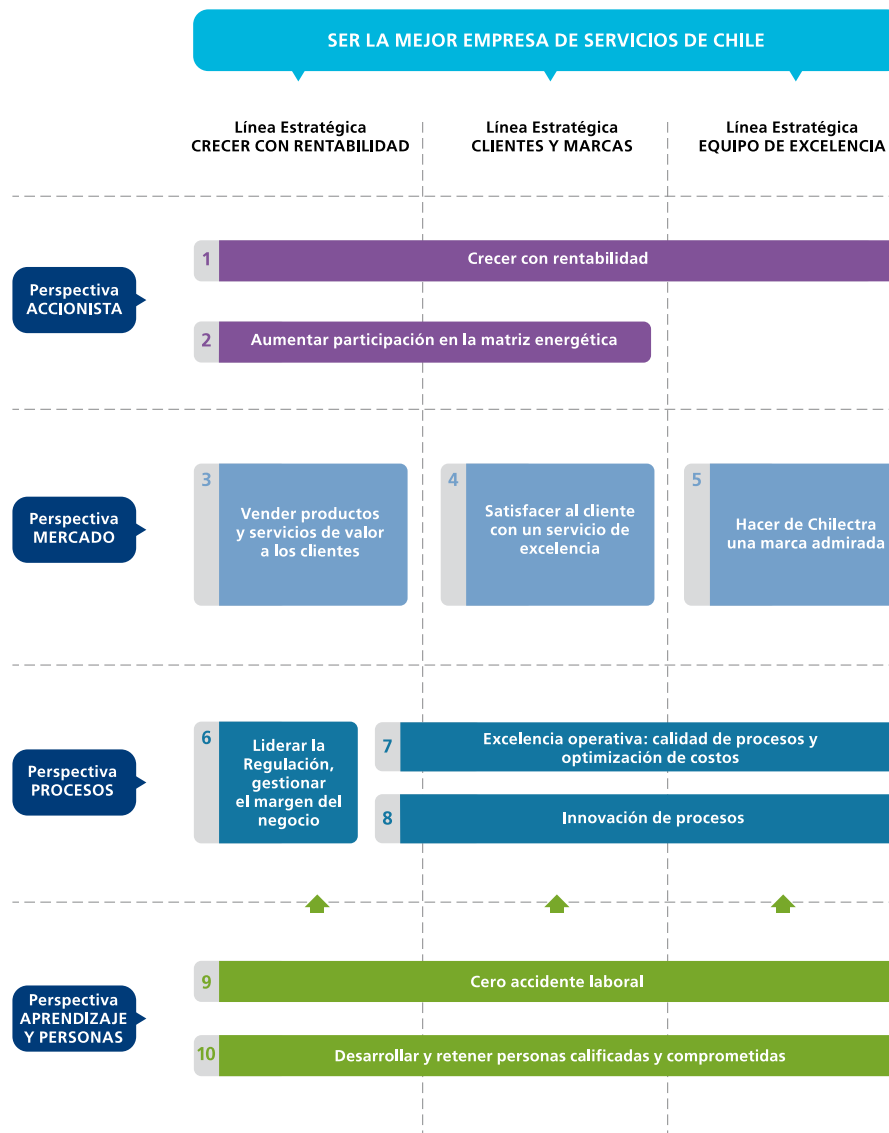 SER LA MEJOR EMPRESA DE SERVICIOS DE CHILE
Línea Estratégica
CRECER CON RENTABILIDAD
Línea Estratégica
CLIENTES Y MARCAS
Línea Estratégica
EQUIPO DE EXCELENCIA
Perspectiva
ACCIONISTA
1
Crecer con rentabilidad
2
Aumentar participación en la matriz energética
Perspectiva
MERCADO
3
Vender productos
y servicios de valor
a los clientes
4
Satisfacer al cliente
con un servicio de
excelencia
5
Hacer de Chilectra
una marca admirada
Perspectiva
PROCESOS
6
Liderar la
Regulación,
gestionar
el margen del
negocio
7
Excelencia operativa: calidad de procesos y
optimización de costos
8
Innovación de procesos
Perspectiva
APRENDIZAJE
Y PERSONAS
9
Cero accidente laboral
10
Desarrollar y retener personas calificadas y comprometidas